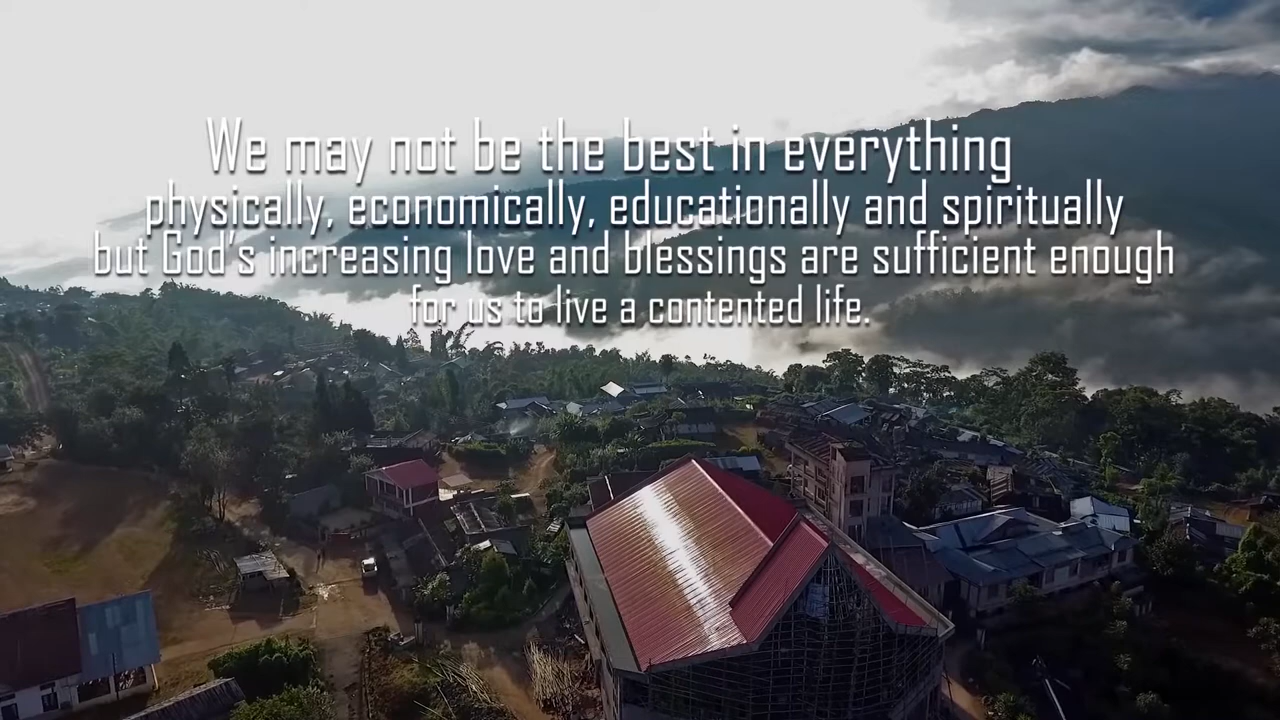 We may not be the best in everything
physically, economically, educationally and spiritually
but God's increasing love and blessings are sufficient enough
for us to live a contented life.